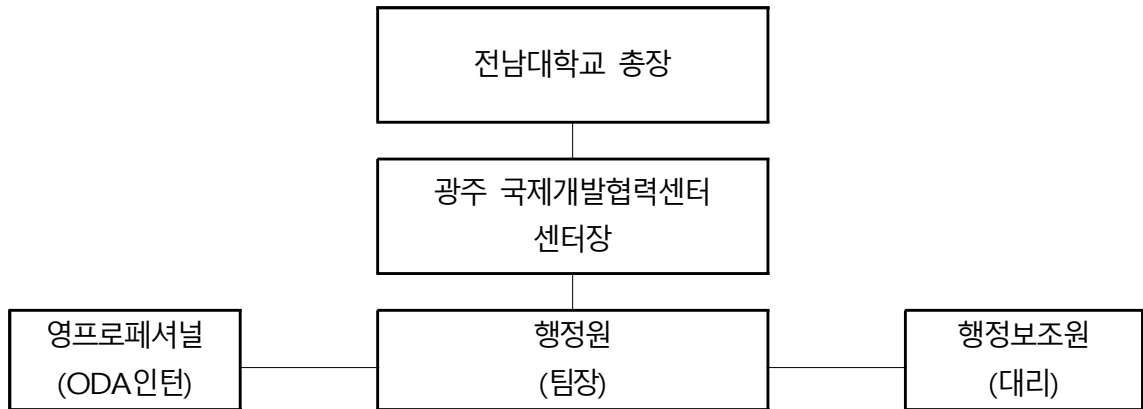 전남대학교 총장
광주 국제개발협력센터
센터장
영프로페셔널
(ODA인턴)
행정원
(팀장)
행정보조원
(대리)